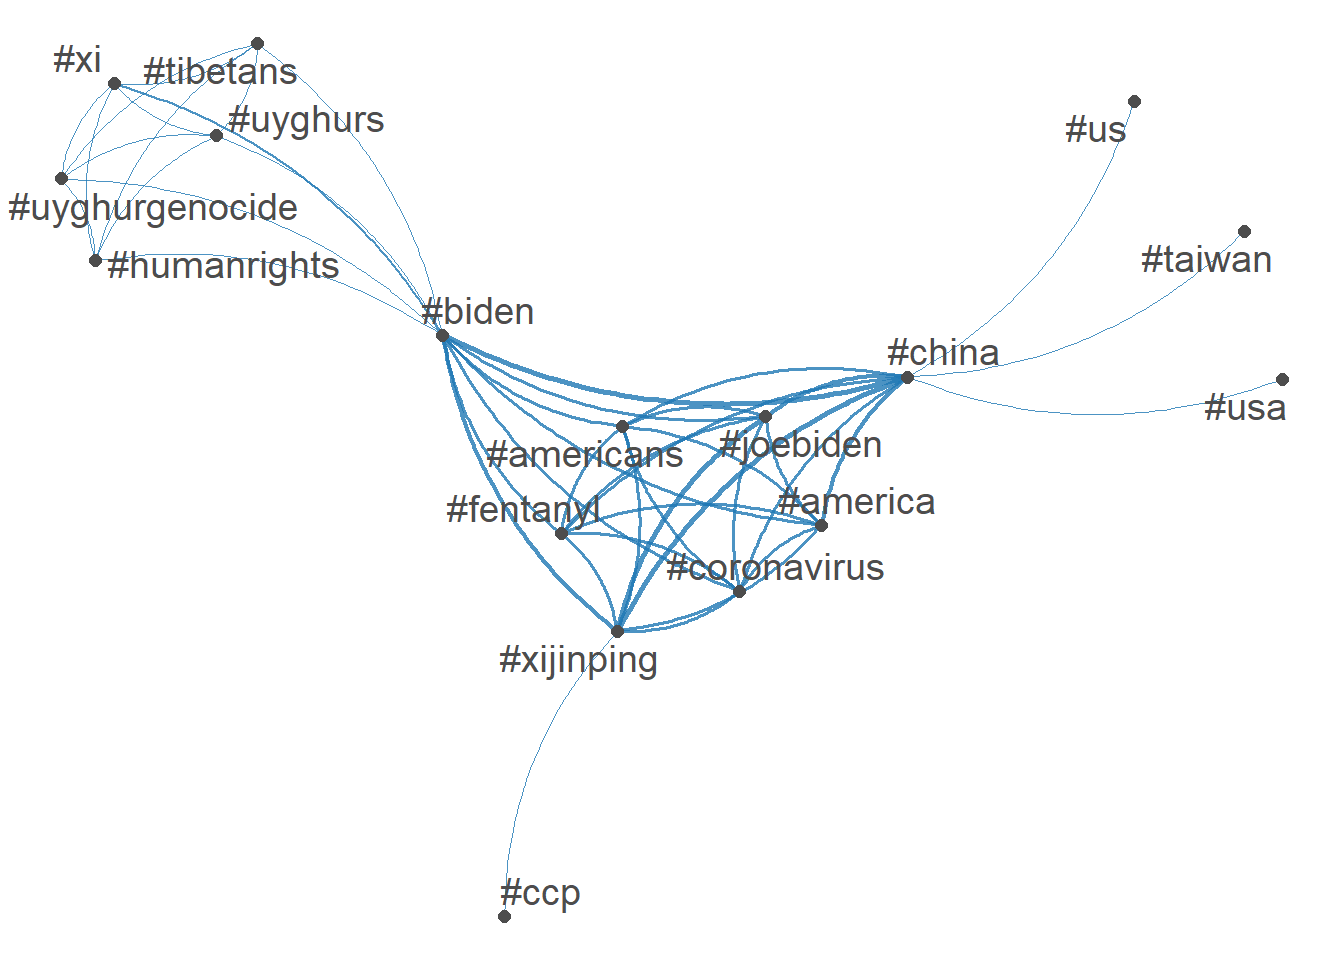 #xi
#tibetans
#uyghurs
#us
#uyghurgenocide
#humanrights
#taiwan
#biden
#china
#usa
#americans
#joebiden
#fentanyl
#america
#coronavirus
#xijinping
#ccp